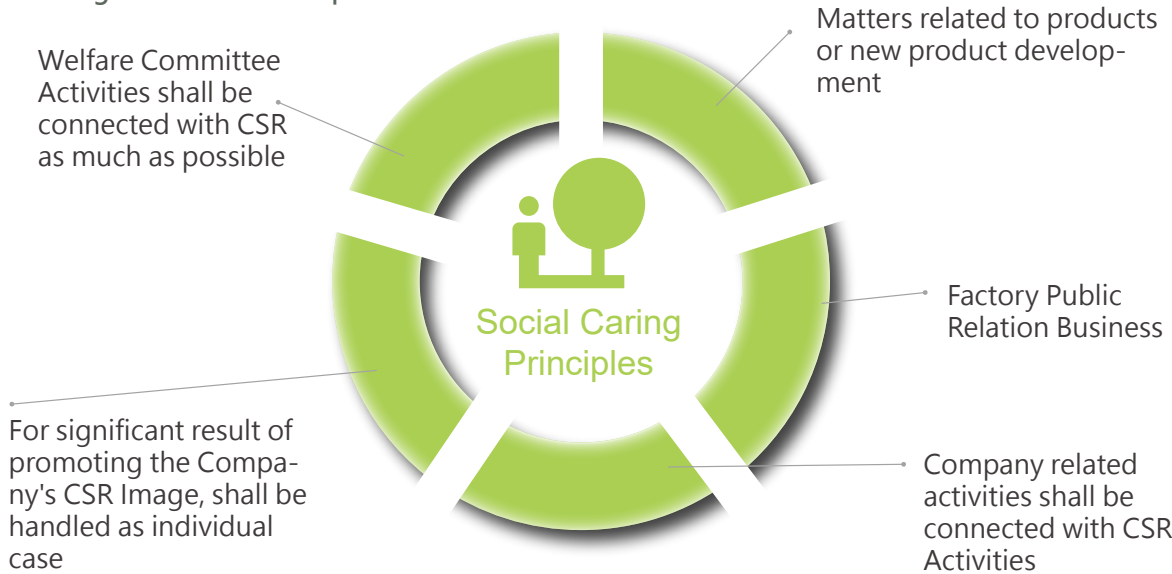 Matters related to products
or new product develop-
ment
Welfare Committee
Activities shall be
connected with CSR
as much as possible
Social Caring
Principles
Factory Public
Relation Business
For significant result of
promoting the Compa-
ny's CSR Image, shall be
handled as individual
case
Company related
activities shall be
connected with CSR
Activities